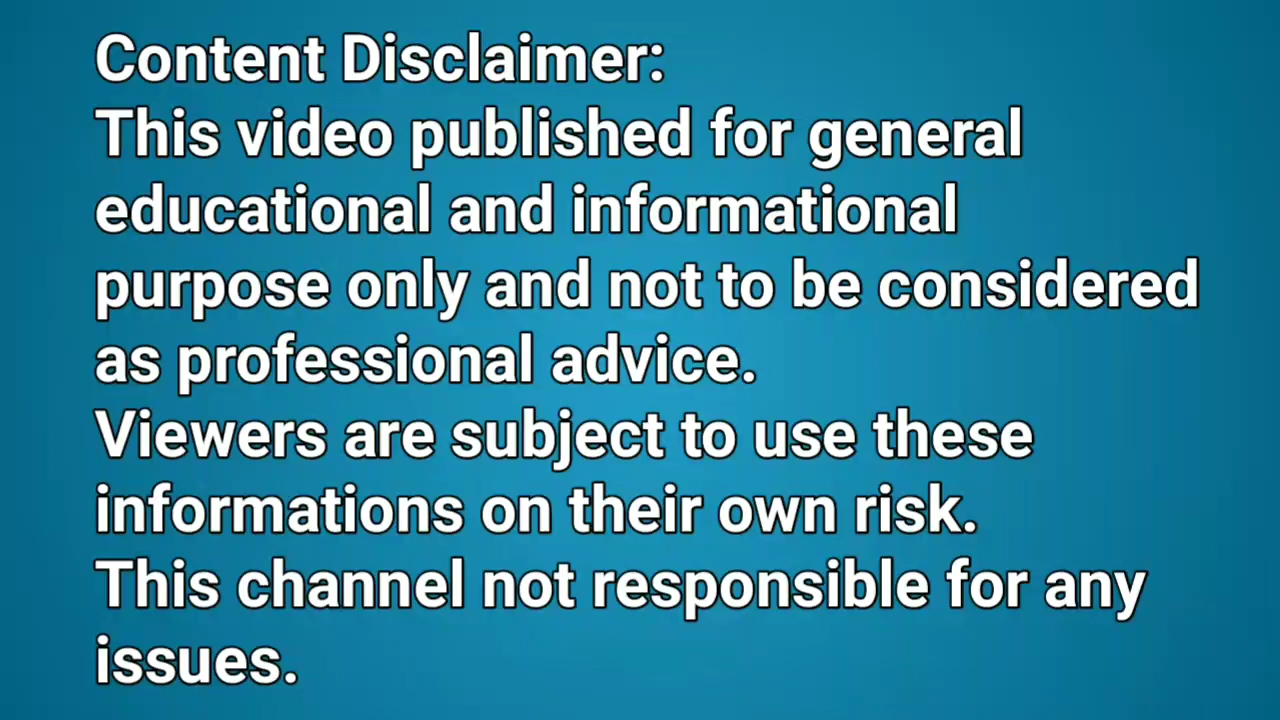 Content Disclaimer:
This video published for general
educational and informational
purpose only and not to be considered
as professional advice.
Viewers are subject to use these
informations on their own risk.
This channel not responsible for any
issues.